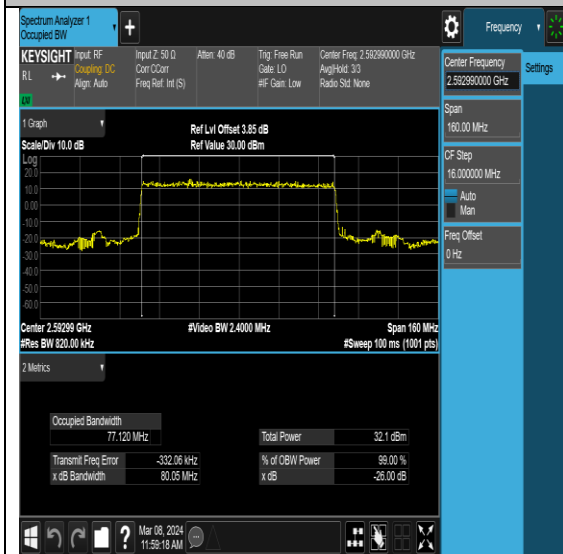 Spectrum Analyzer 1
Occupied BW
+
Frequency
KEYSIGHT
Input: RF
Coupling: DC
Align: Auto
Input Z: 50 Ω
Corr CCorr
Freq Ref: Int (S)
Atten: 40 dB
Trig: Free Run
Gate: LO
#IF Gain: Low
Center Freq: 2.592990000 GHz
Avg|Hold: 3/3
Radio Std: None
RL
Center Frequency
2.592990000 GHz
Settings
Span
160.00 MHz
CF Step
16.000000 MHz
Auto
Man
Freq Offset
0 Hz
1 Graph
Scale/Div 10.0 dB
Ref Lvl Offset 3.85 dB
Ref Value 30.00 dBm
Log
20.0
10.0
0.00
-10.0
-20.0
-30.0
-40.0
-50.0
-60.0
Center 2.59299 GHz
#Video BW 2.4000 MHz
Span 160 MHz
#Res BW 820.00 kHz
#Sweep 100 ms (1001 pts)
2 Metrics
Occupied Bandwidth
77.120 MHz
Total Power 32.1 dBm
Transmit Freq Error -332.06 kHz
% of OBW Power 99.00 %
x dB Bandwidth 80.05 MHz
x dB -26.00 dB
?
Mar 08, 2024
11:59:18 AM